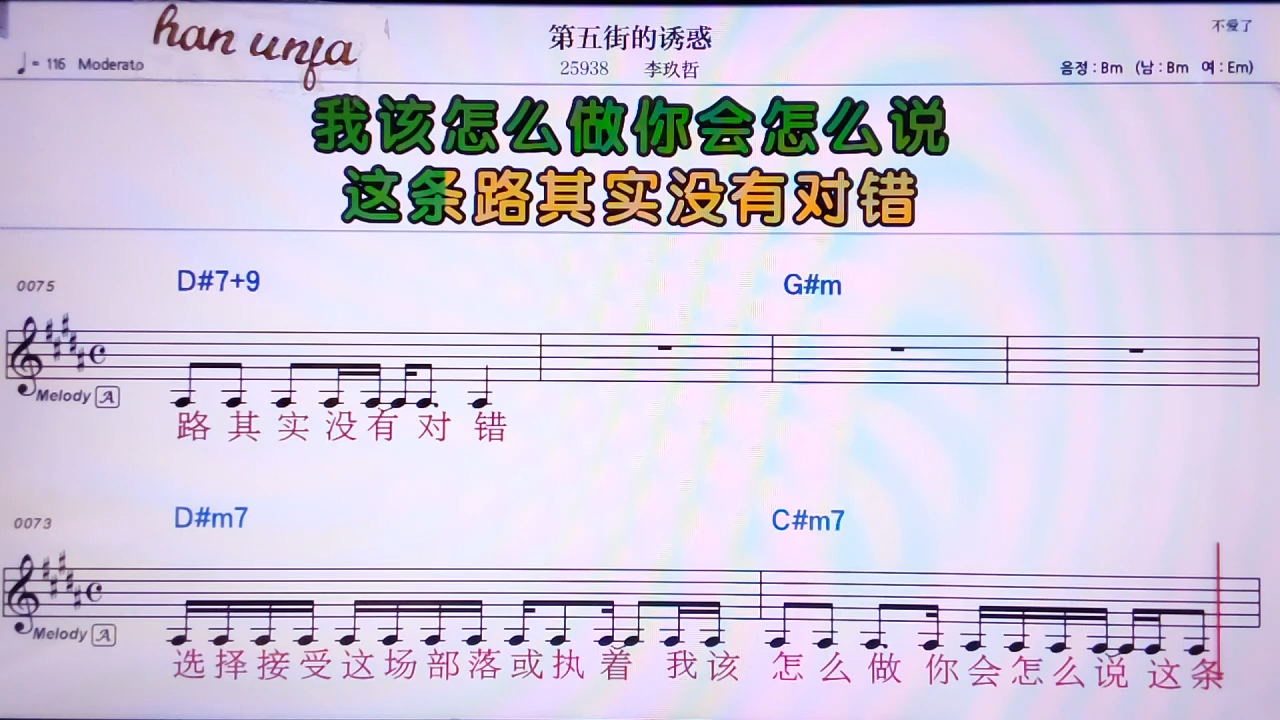 han unfa
第五街的诱惑
不爱了
♩= 116 Moderato
25938 李玖哲
음정 : Bm (남 : Bm 여 : Em)
我该怎么做你会怎么说
这条路其实没有对错
0075
D#7+9 G#m
Melody A
路其实没有对错
0073
D#m7 C#m7
Melody A
选择接受这场部落或执着 我该 怎么做 你会怎么说 这条